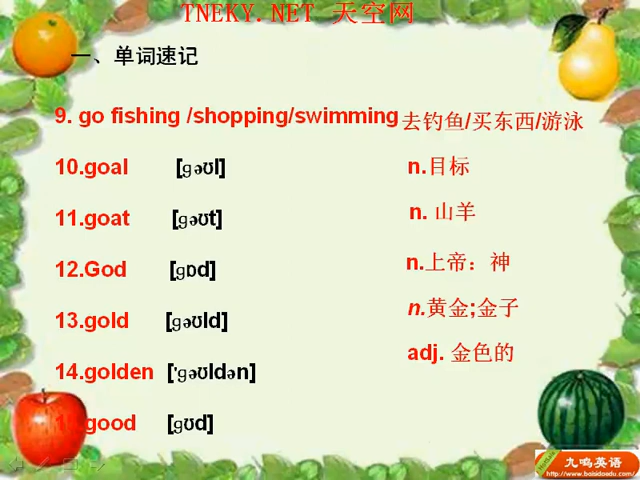 TNEKY.NET 天空网
一、单词速记
9. go fishing /shopping/swimming 去钓鱼/买东西/游泳
10.goal [ɡəʊl] n.目标
11.goat [ɡəʊt] n. 山羊
12.God [ɡɒd] n.上帝：神
13.gold [ɡəʊld] n.黄金;金子
14.golden ['ɡəʊldən] adj. 金色的
good [ɡʊd]
九鸣英语